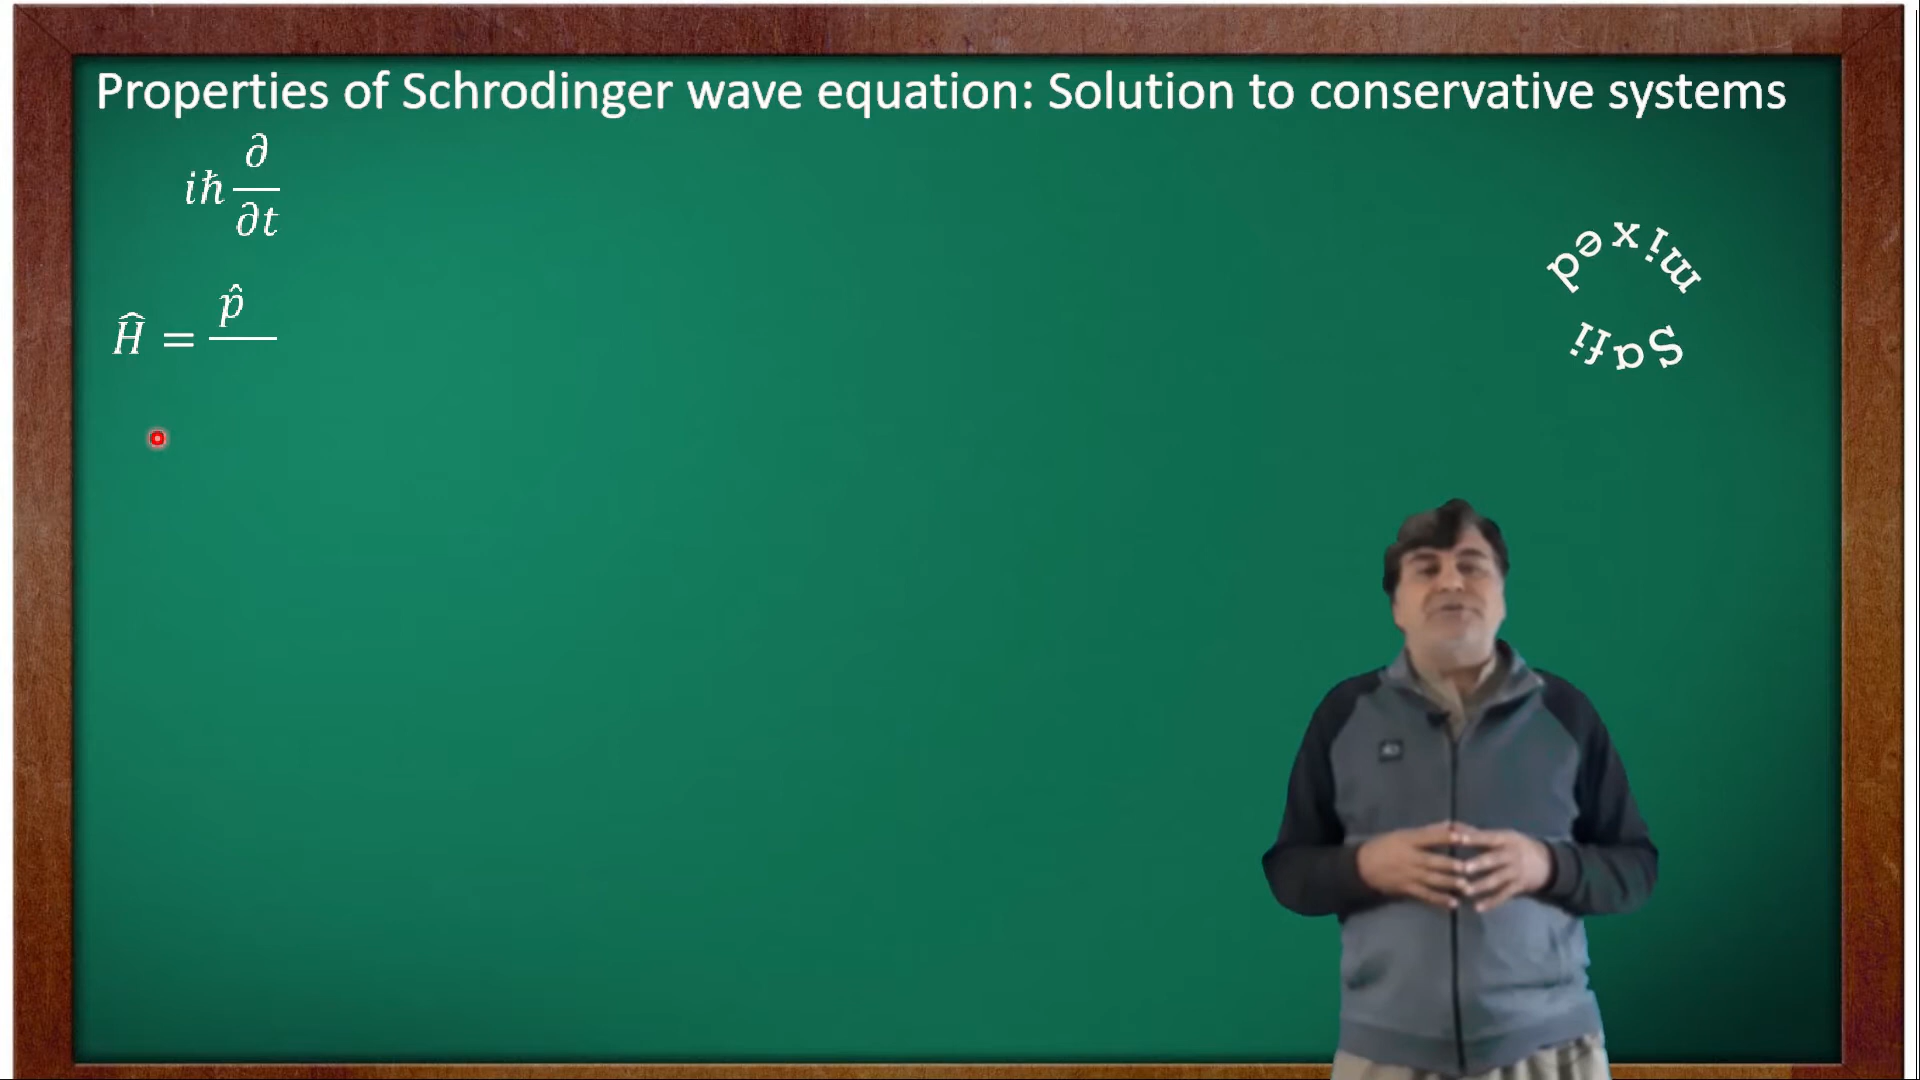 Properties of Schrodinger wave equation: Solution to conservative systems
iħ ∂/∂t
Ĥ = p̂
mixed
Safi